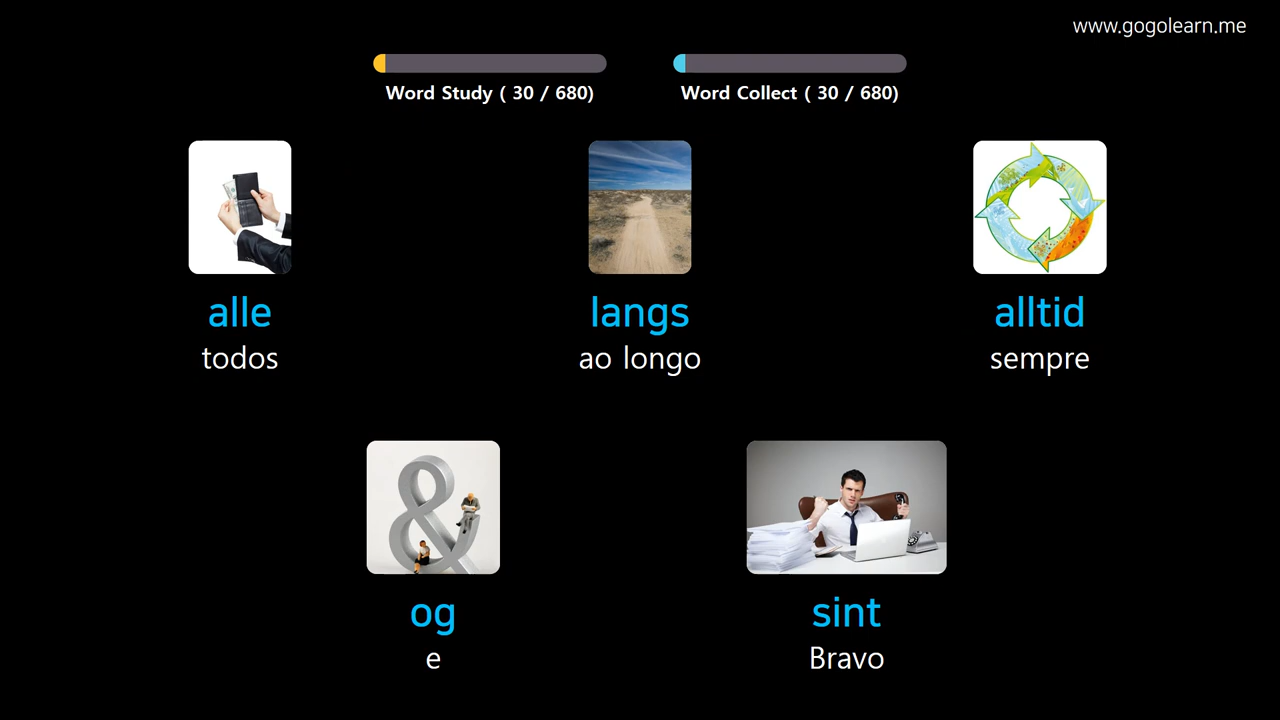 www.gogolearn.me
Word Study ( 30 / 680)
Word Collect ( 30 / 680)
alle
langs
alltid
todos
ao longo
sempre
&
og
sint
e
Bravo